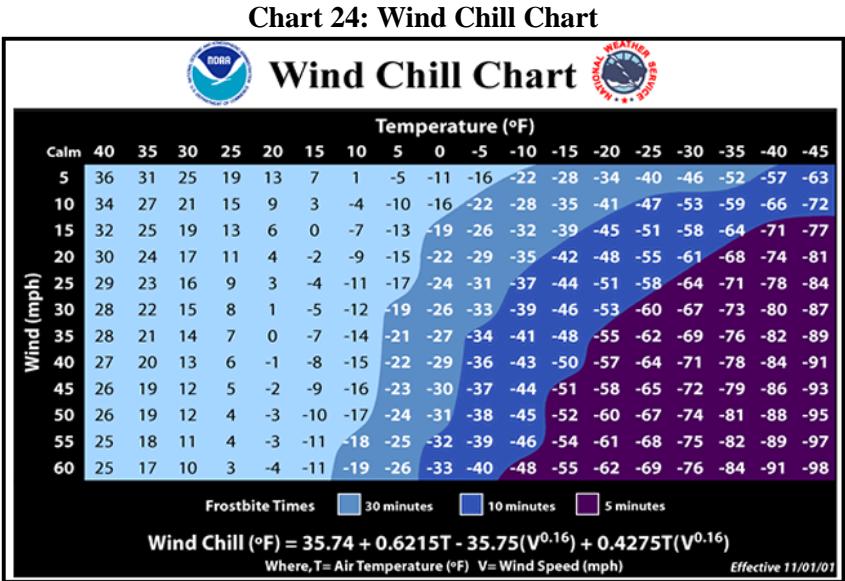 Chart 24: Wind Chill Chart
NOAA
Wind Chill Chart
NATIONAL WEATHER SERVICE
Temperature (ºF)
Calm 40 35 30 25 20 15 10 5 0 -5 -10 -15 -20 -25 -30 -35 -40 -45
Wind (mph)
5 36 31 25 19 13 7 1 -5 -11 -16 -22 -28 -34 -40 -46 -52 -57 -63
10 34 27 21 15 9 3 -4 -10 -16 -22 -28 -35 -41 -47 -53 -59 -66 -72
15 32 25 19 13 6 0 -7 -13 -19 -26 -32 -39 -45 -51 -58 -64 -71 -77
20 30 24 17 11 4 -2 -9 -15 -22 -29 -35 -42 -48 -55 -61 -68 -74 -81
25 29 23 16 9 3 -4 -11 -17 -24 -31 -37 -44 -51 -58 -64 -71 -78 -84
30 28 22 15 8 1 -5 -12 -19 -26 -33 -39 -46 -53 -60 -67 -73 -80 -87
35 28 21 14 7 0 -7 -14 -21 -27 -34 -41 -48 -55 -62 -69 -76 -82 -89
40 27 20 13 6 -1 -8 -15 -22 -29 -36 -43 -50 -57 -64 -71 -78 -84 -91
45 26 19 12 5 -2 -9 -16 -23 -30 -37 -44 -51 -58 -65 -72 -79 -86 -93
50 26 19 12 4 -3 -10 -17 -24 -31 -38 -45 -52 -60 -67 -74 -81 -88 -95
55 25 18 11 4 -3 -11 -18 -25 -32 -39 -46 -54 -61 -68 -75 -82 -89 -97
60 25 17 10 3 -4 -11 -19 -26 -33 -40 -48 -55 -62 -69 -76 -84 -91 -98
Frostbite Times 30 minutes 10 minutes 5 minutes
Wind Chill (ºF) = 35.74 + 0.6215T - 35.75(V^0.16) + 0.4275T(V^0.16)
Where, T= Air Temperature (ºF) V= Wind Speed (mph) Effective 11/01/01